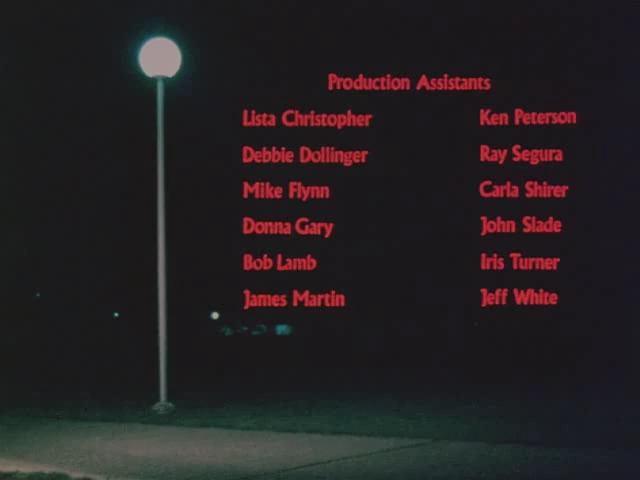 Production Assistants
Lista Christopher Ken Peterson
Debbie Dollinger Ray Segura
Mike Flynn Carla Shirer
Donna Gary John Slade
Bob Lamb Iris Turner
James Martin Jeff White